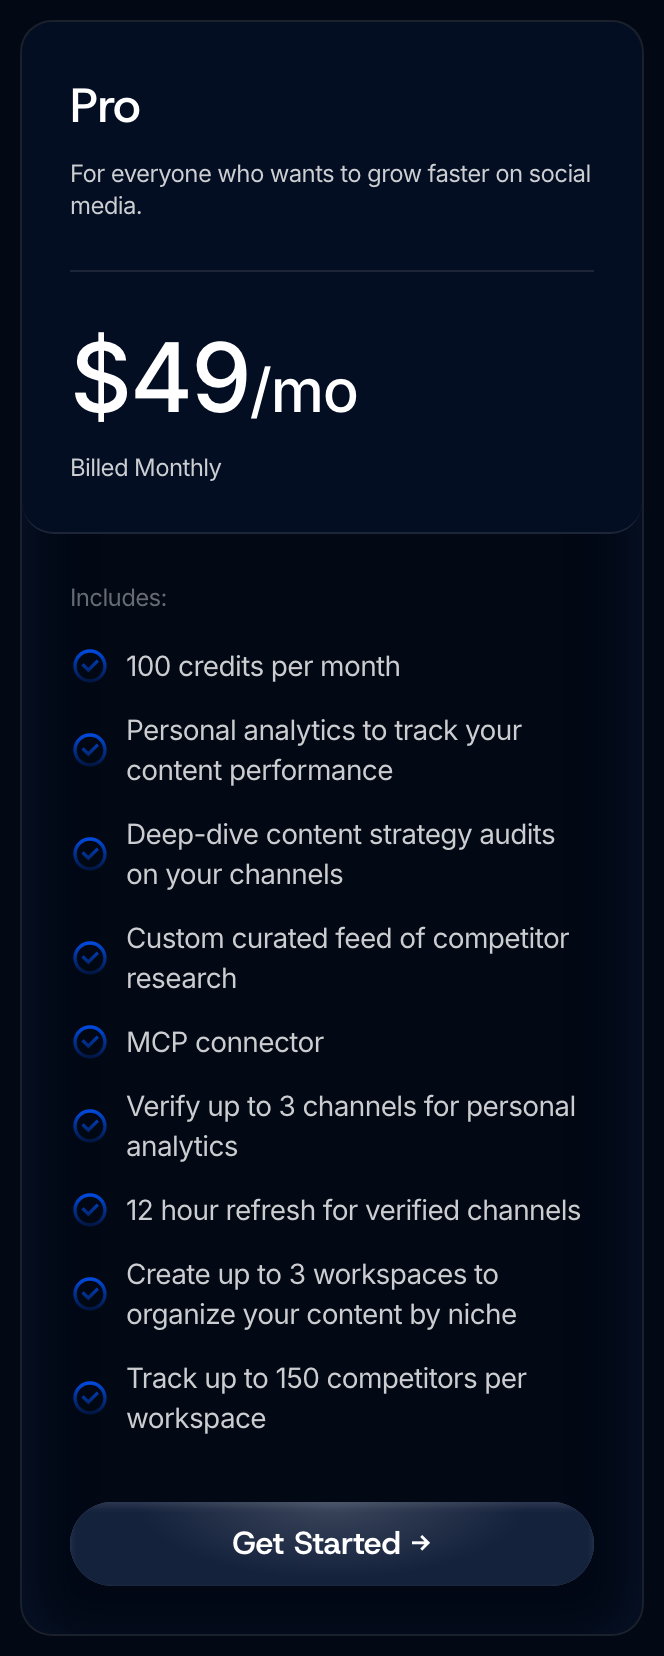 Pro
For everyone who wants to grow faster on social
media.
$49/mo
Billed Monthly
Includes:
100 credits per month
Personal analytics to track your
content performance
Deep-dive content strategy audits
on your channels
Custom curated feed of competitor
research
MCP connector
Verify up to 3 channels for personal
analytics
12 hour refresh for verified channels
Create up to 3 workspaces to
organize your content by niche
Track up to 150 competitors per
workspace
Get Started →